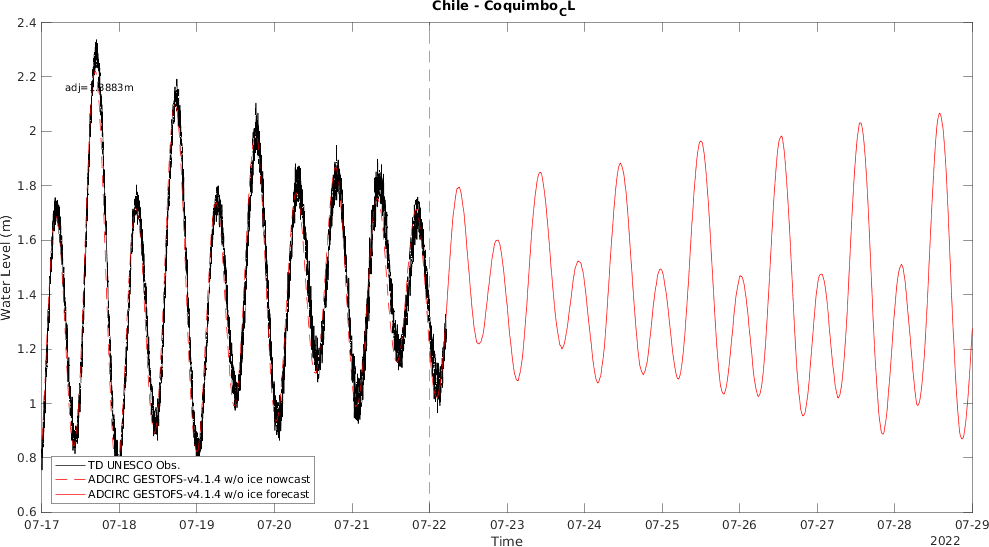 Chile - Coquimbo_CL
2.4
2.2
2
1.8
1.6
1.4
1.2
1
0.8
0.6
Water Level (m)
adj=1.3883m
TD UNESCO Obs.
ADCIRC GESTOFS-v4.1.4 w/o ice nowcast
ADCIRC GESTOFS-v4.1.4 w/o ice forecast
07-17 07-18 07-19 07-20 07-21 07-22 07-23 07-24 07-25 07-26 07-27 07-28 07-29
Time
2022